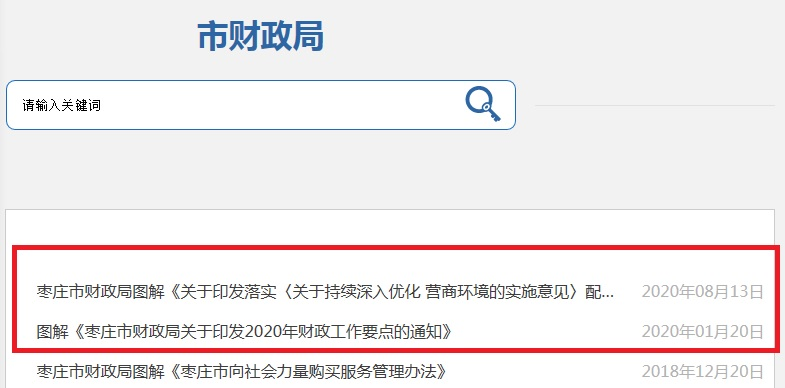 市财政局
请输入关键词
枣庄市财政局图解《关于印发落实〈关于持续深入优化 营商环境的实施意见〉配... 2020年08月13日
图解《枣庄市财政局关于印发2020年财政工作要点的通知》 2020年01月20日
枣庄市财政局图解《枣庄市向社会力量购买服务管理办法》 2018年12月20日